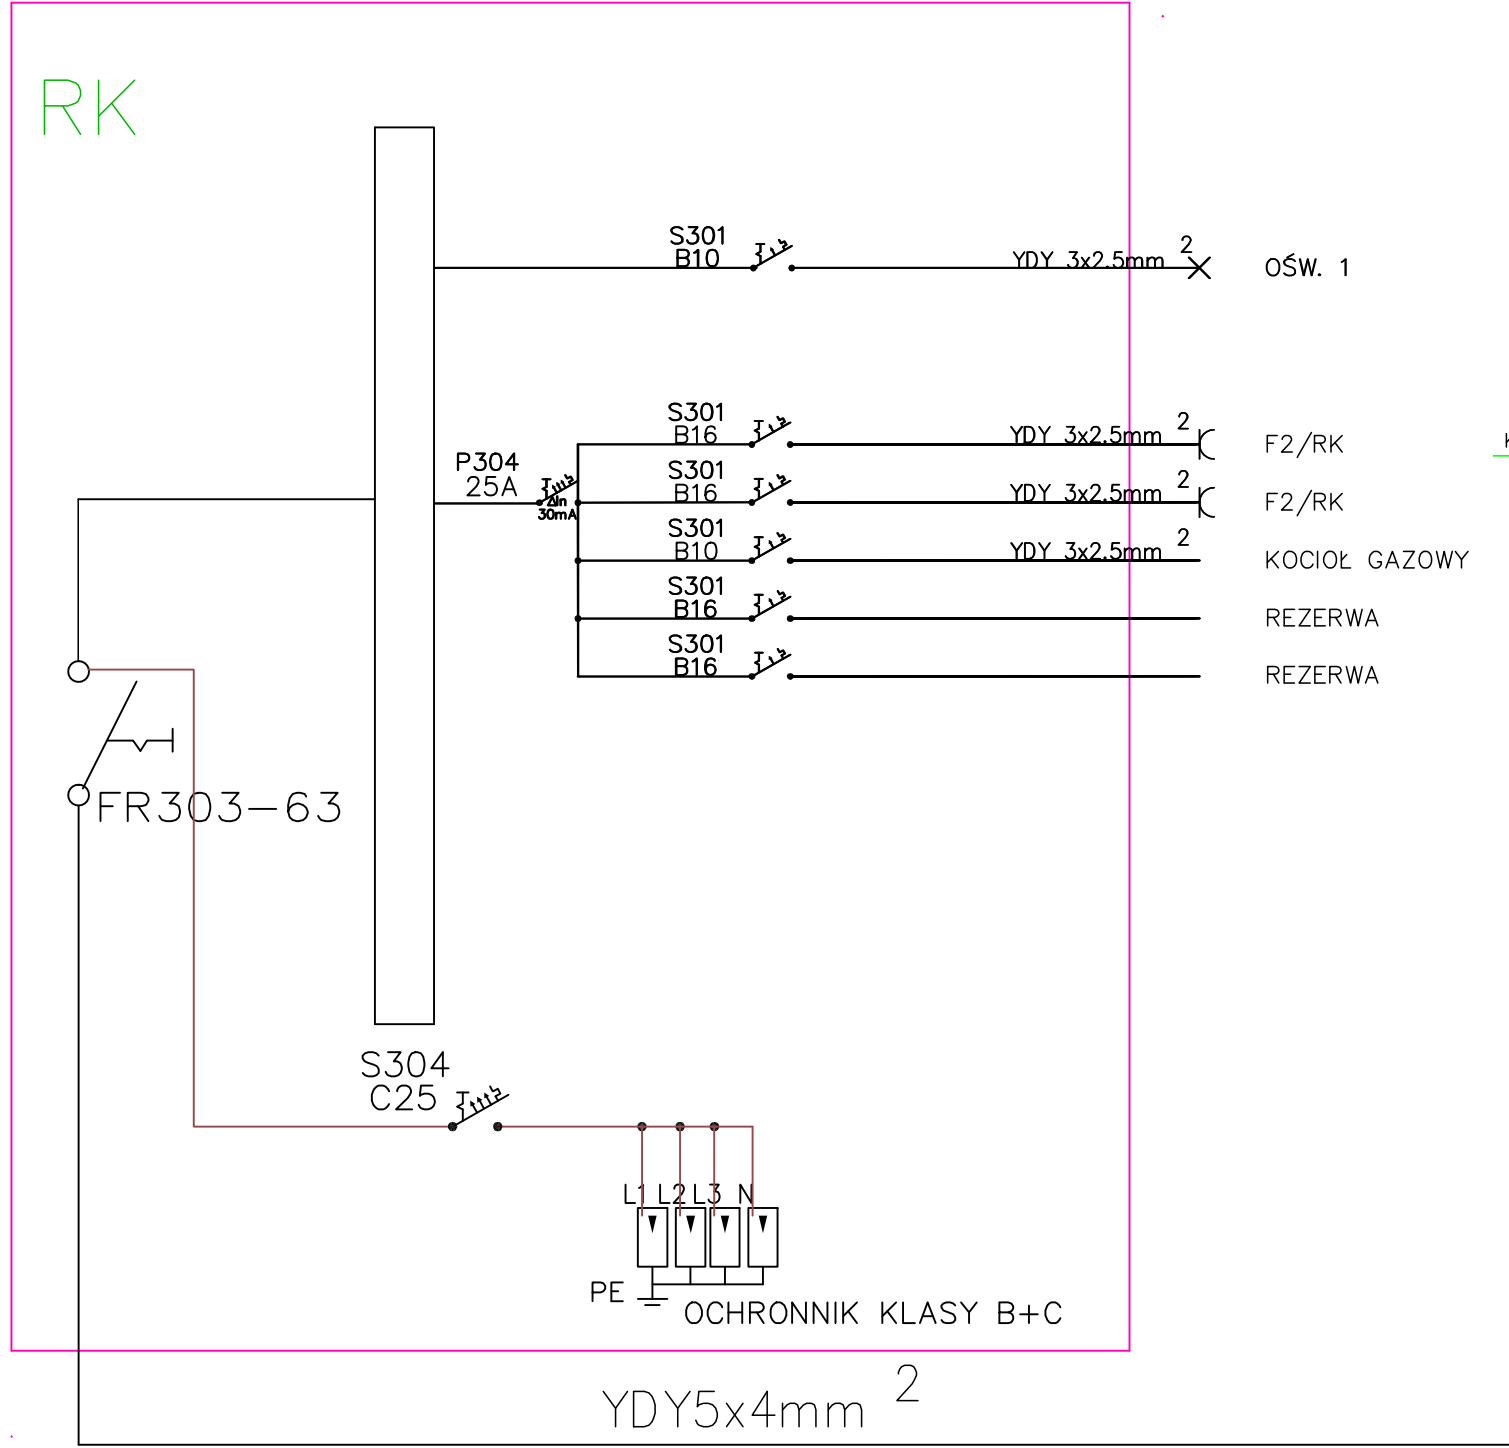 RK
S301
B10
YDY 3x2.5mm 2
OŚW. 1
S301
B16
YDY 3x2.5mm 2
F2/RK
P304
25A
ΔIn
30mA
S301
B16
YDY 3x2.5mm 2
F2/RK
S301
B10
YDY 3x2.5mm 2
KOCIOŁ GAZOWY
S301
B16
REZERWA
S301
B16
REZERWA
FR303-63
S304
C25
L1 L2 L3 N
PE
OCHRONNIK KLASY B+C
YDY5x4mm 2